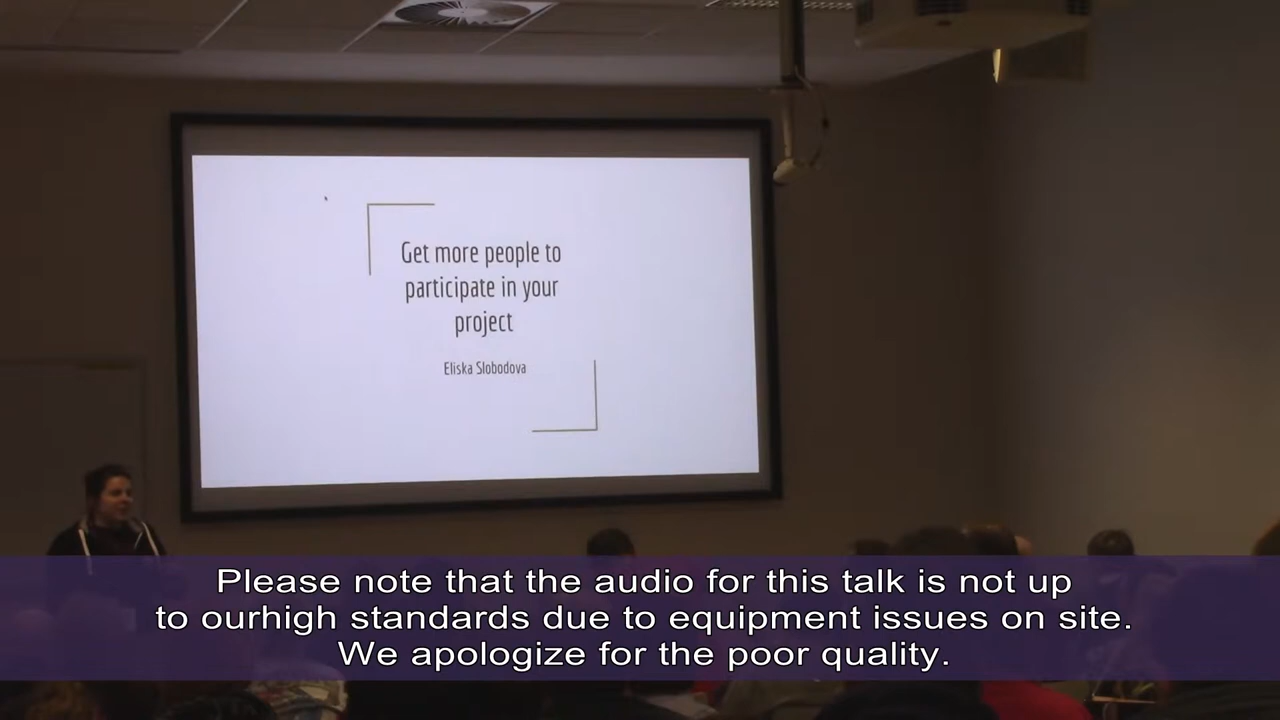 Get more people to
participate in your
project
Eliska Slobodova
Please note that the audio for this talk is not up
to ourhigh standards due to equipment issues on site.
We apologize for the poor quality.